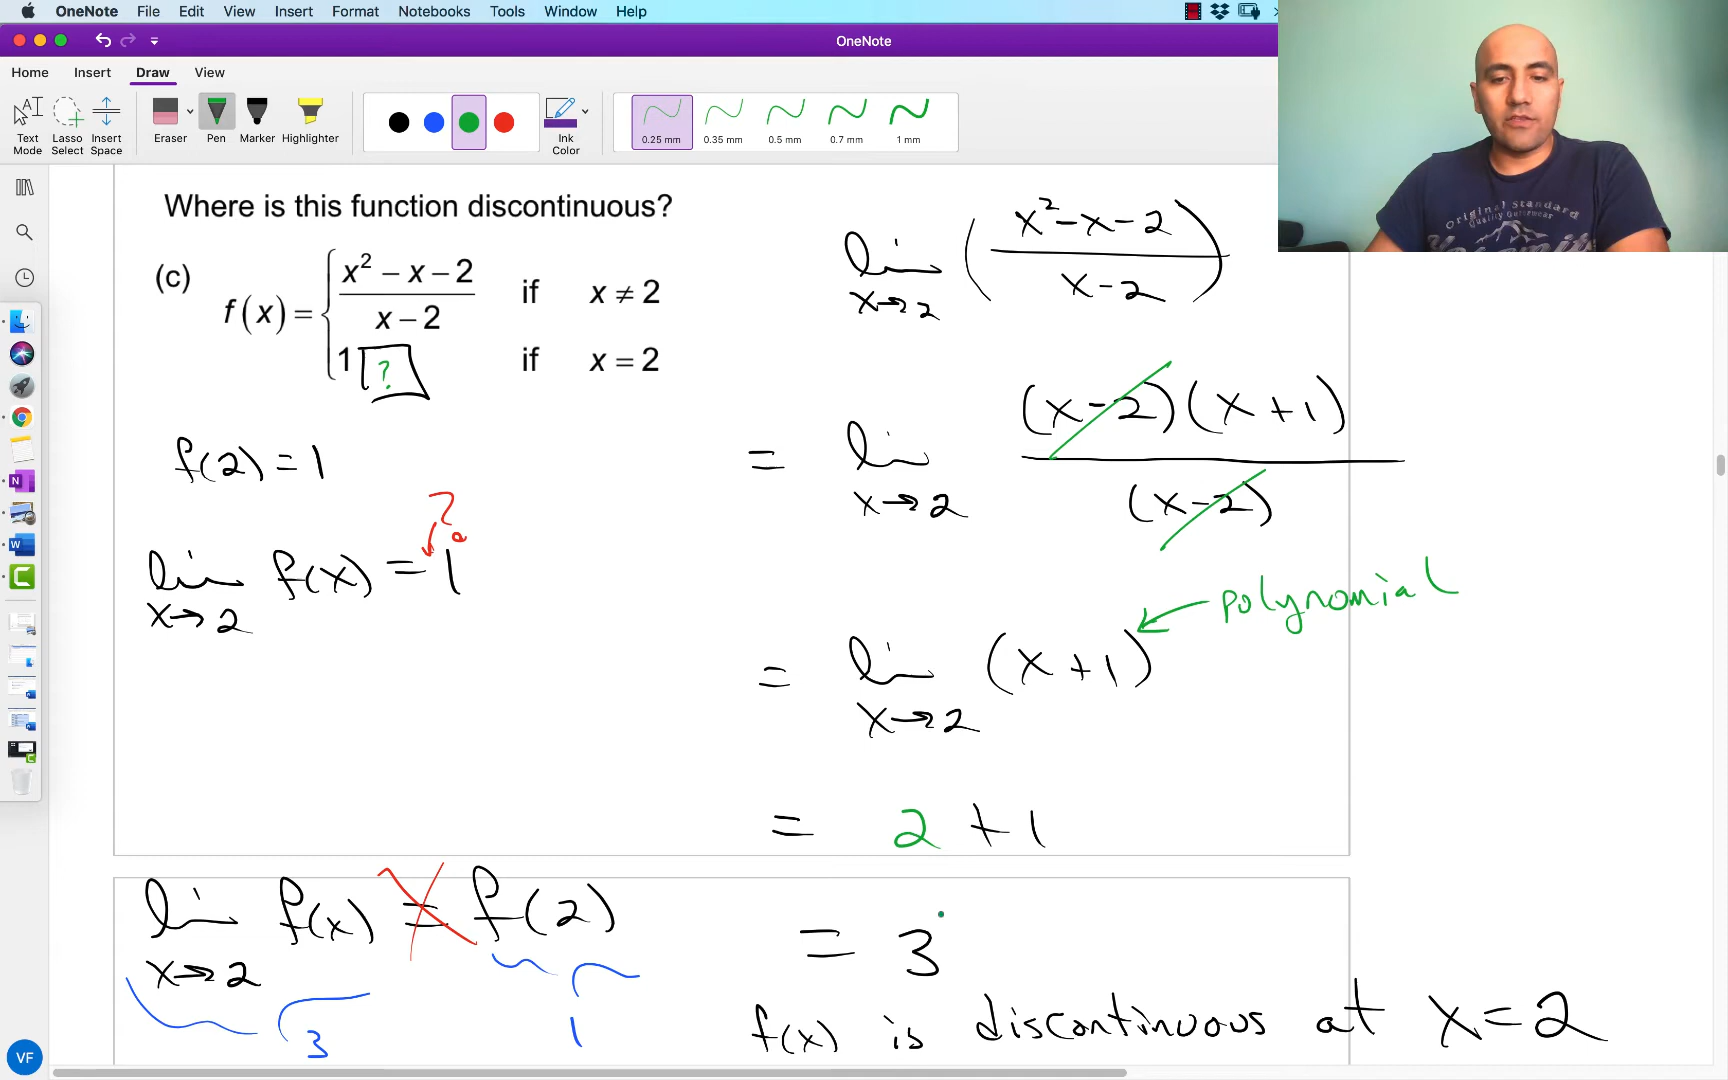 OneNote File Edit View Insert Format Notebooks Tools Window Help
OneNote
Home Insert Draw View
Text Mode
Lasso Select
Insert Space
Eraser
Pen
Marker
Highlighter
Ink Color
0.25 mm 0.35 mm 0.5 mm 0.7 mm 1 mm
Original Standard
Quality Outerwear
Where is this function discontinuous?
(c) f(x) = { (x² − x − 2)/(x − 2) if x ≠ 2
1 ? if x = 2
f(2) = 1
?
lim x→2 f(x) = 1
lim x→2 ((x² − x − 2)/(x − 2))
= lim x→2 (x − 2)(x + 1)/(x − 2)
polynomial
= lim x→2 (x + 1)
= 2 + 1
= 3
lim x→2 f(x) = f(2)
3 1
f(x) is discontinuous at x = 2
VF